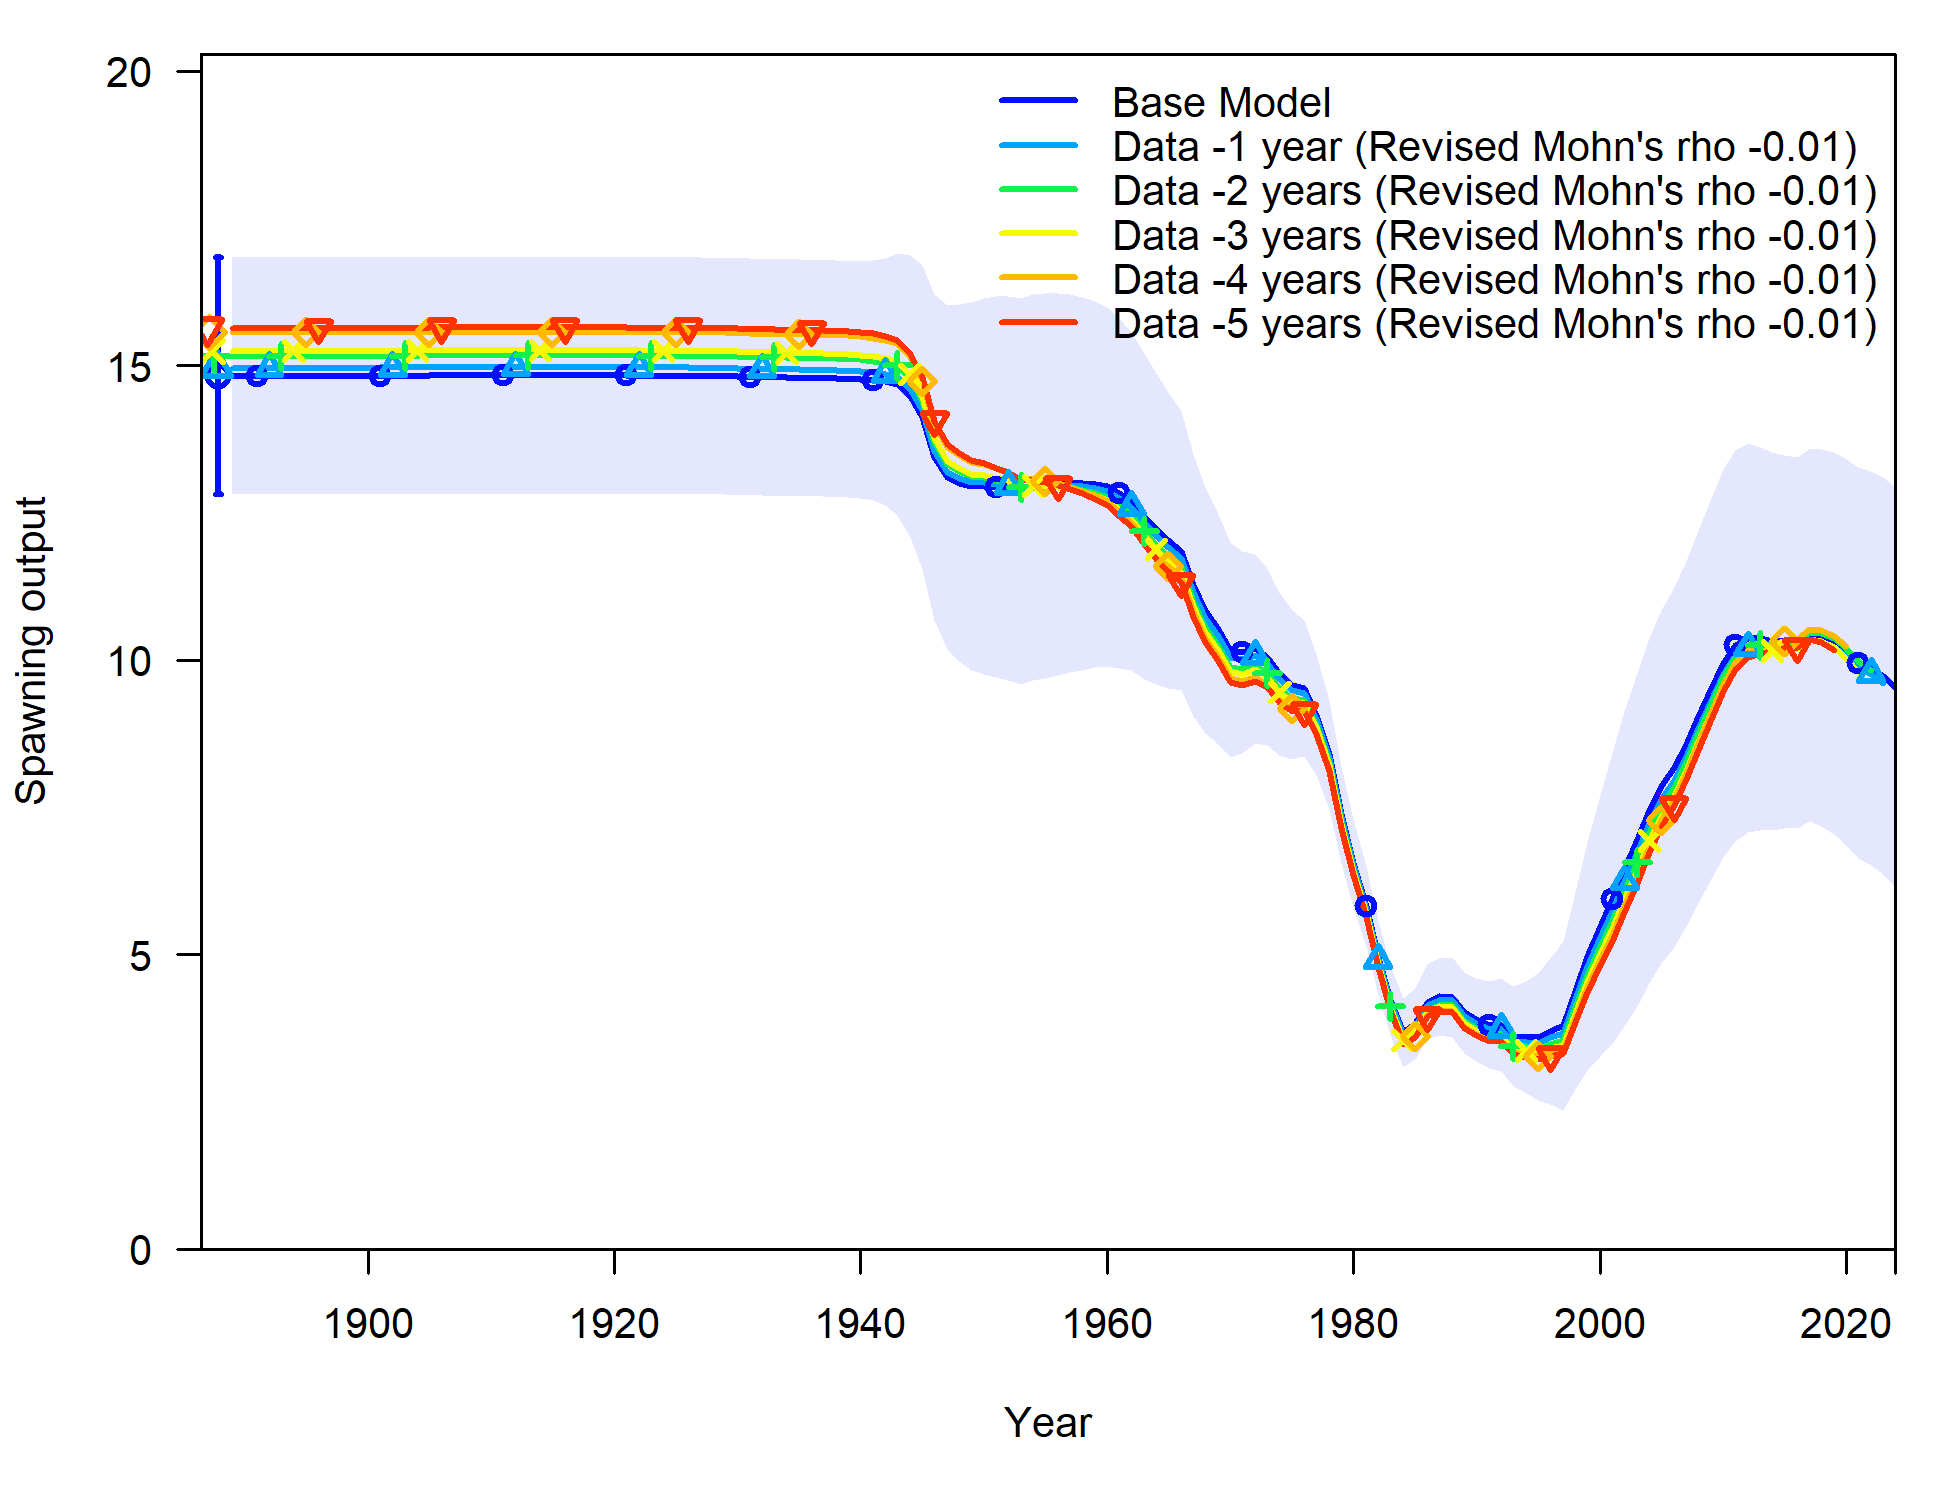 20
15
10
5
0
Spawning output
Base Model
Data -1 year (Revised Mohn's rho -0.01)
Data -2 years (Revised Mohn's rho -0.01)
Data -3 years (Revised Mohn's rho -0.01)
Data -4 years (Revised Mohn's rho -0.01)
Data -5 years (Revised Mohn's rho -0.01)
1900 1920 1940 1960 1980 2000 2020
Year